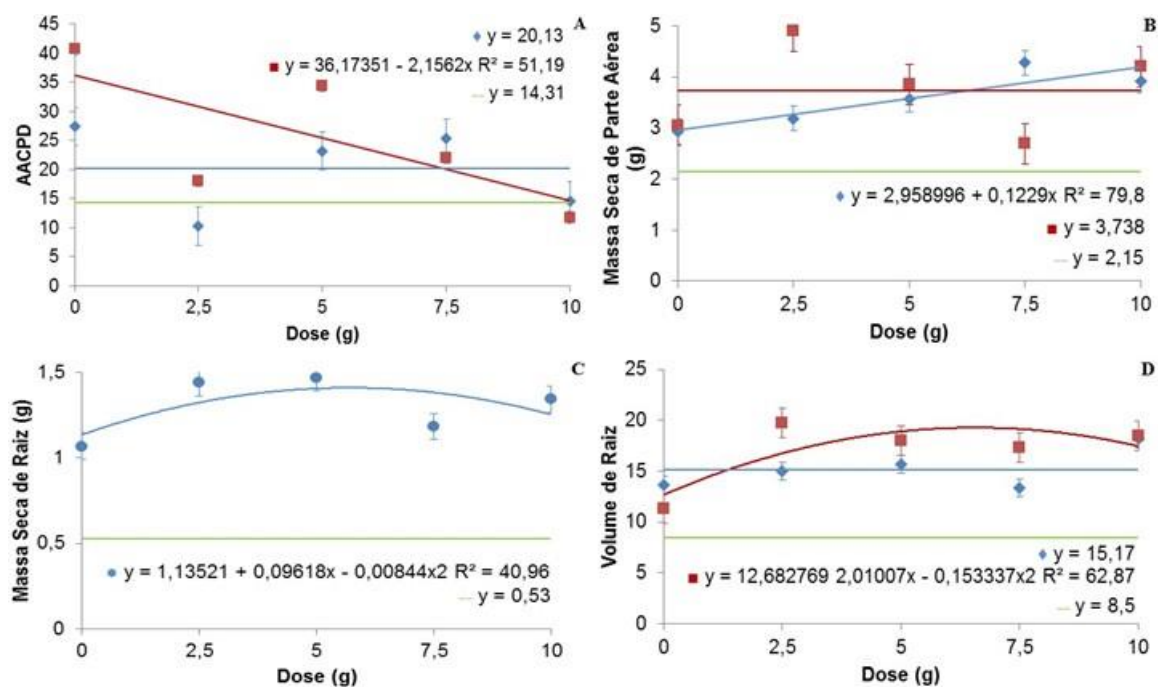 A
45
40
35
30
25
20
15
10
5
0
AACPD
y = 20,13
y = 36,17351 - 2,1562x R² = 51,19
y = 14,31
0 2,5 5 7,5 10
Dose (g)
B
5
4
3
2
1
0
Massa Seca de Parte Aérea
(g)
y = 2,958996 + 0,1229x R² = 79,8
y = 3,738
y = 2,15
0 2,5 5 7,5 10
Dose (g)
C
1,5
1
0,5
0
Massa Seca de Raiz (g)
y = 1,13521 + 0,09618x - 0,00844x2 R² = 40,96
y = 0,53
0 2,5 5 7,5 10
Dose (g)
D
25
20
15
10
5
0
Volume de Raiz
y = 15,17
y = 12,682769 2,01007x - 0,153337x2 R² = 62,87
y = 8,5
0 2,5 5 7,5 10
Dose (g)